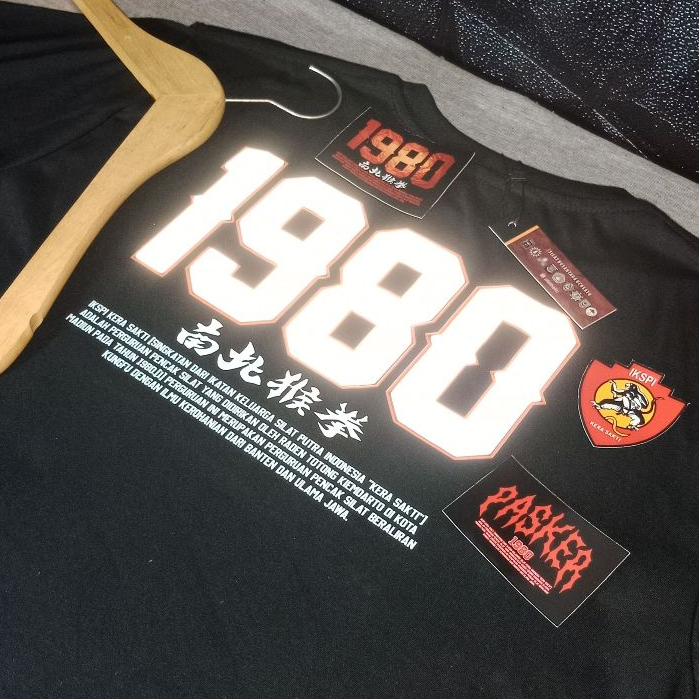 1980
南北猴拳
1980
南北猴拳
IKSPI KERA SAKTI [SINGKATAN DARI IKATAN KELUARGA SILAT PUTRA INDONESIA "KERA SAKTI"]
ADALAH PERGURUAN PENCAK SILAT YANG DIDIRIKAN OLEH RADEN TOTONG KIEMDARTO DI KOTA
MADIUN PADA TAHUN 1980.[1] PERGURUAN INI MERUPAKAN PERGURUAN PENCAK SILAT BERALIRAN
KUNGFU DENGAN ILMU KEROHANIAN DARI BANTEN DAN ULAMA JAWA.
IKSPI
KERA SAKTI
PASKER
1980